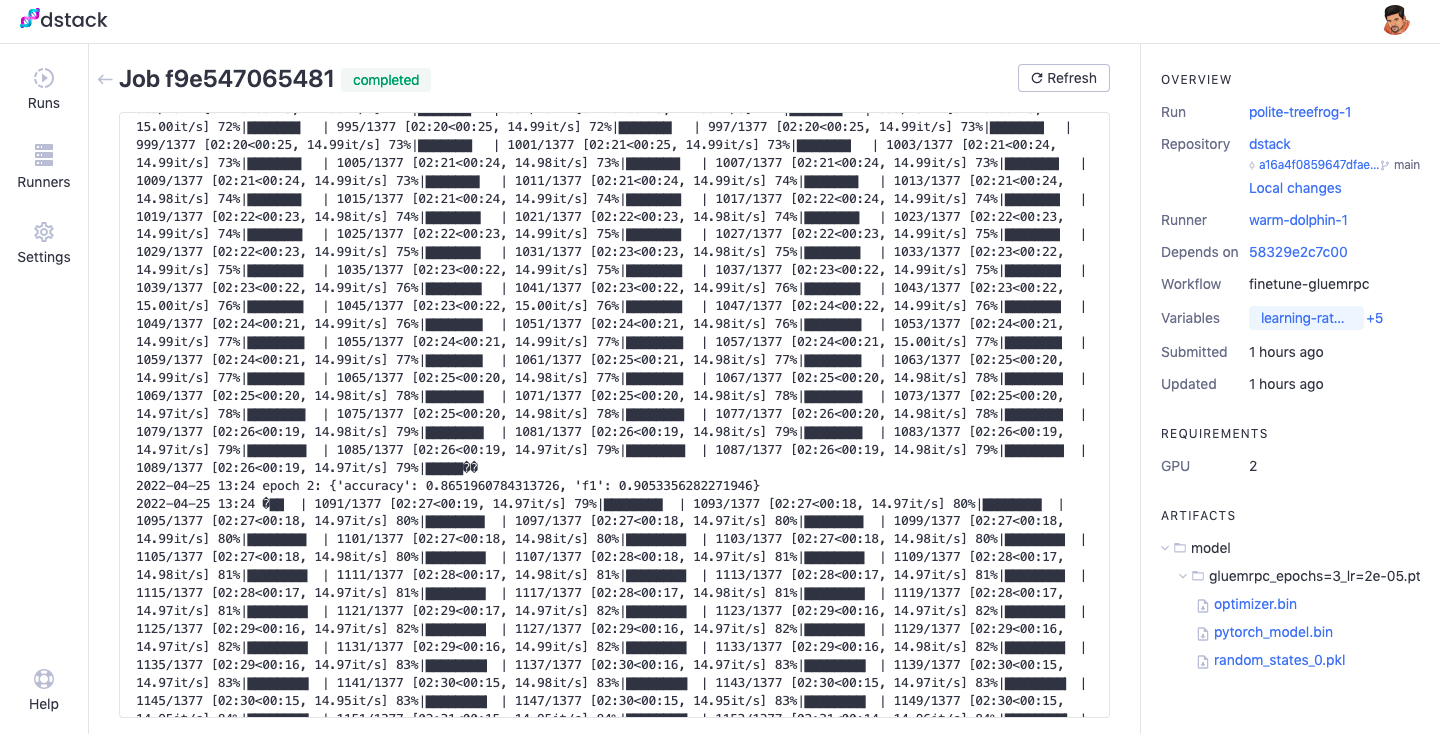 dstack
Runs
Runners
Settings
Help
← Job f9e547065481 completed
Refresh
15.00it/s] 72%|███████ | 995/1377 [02:20<00:25, 14.99it/s] 72%|███████ | 997/1377 [02:20<00:25, 14.99it/s] 73%|███████ |
999/1377 [02:20<00:25, 14.99it/s] 73%|███████ | 1001/1377 [02:21<00:25, 14.99it/s] 73%|███████ | 1003/1377 [02:21<00:24,
14.99it/s] 73%|███████ | 1005/1377 [02:21<00:24, 14.98it/s] 73%|███████ | 1007/1377 [02:21<00:24, 14.99it/s] 73%|███████ |
1009/1377 [02:21<00:24, 14.99it/s] 73%|███████ | 1011/1377 [02:21<00:24, 14.99it/s] 74%|███████ | 1013/1377 [02:21<00:24,
14.98it/s] 74%|███████ | 1015/1377 [02:21<00:24, 14.99it/s] 74%|███████ | 1017/1377 [02:22<00:24, 14.99it/s] 74%|███████ |
1019/1377 [02:22<00:23, 14.98it/s] 74%|███████ | 1021/1377 [02:22<00:23, 14.98it/s] 74%|███████ | 1023/1377 [02:22<00:23,
14.99it/s] 74%|███████ | 1025/1377 [02:22<00:23, 14.99it/s] 75%|███████ | 1027/1377 [02:22<00:23, 14.99it/s] 75%|███████ |
1029/1377 [02:22<00:23, 14.99it/s] 75%|███████ | 1031/1377 [02:23<00:23, 14.98it/s] 75%|███████ | 1033/1377 [02:23<00:22,
14.99it/s] 75%|███████ | 1035/1377 [02:23<00:22, 14.99it/s] 75%|███████ | 1037/1377 [02:23<00:22, 14.99it/s] 75%|███████ |
1039/1377 [02:23<00:22, 14.99it/s] 76%|███████ | 1041/1377 [02:23<00:22, 14.99it/s] 76%|███████ | 1043/1377 [02:23<00:22,
15.00it/s] 76%|███████ | 1045/1377 [02:23<00:22, 15.00it/s] 76%|███████ | 1047/1377 [02:24<00:22, 14.99it/s] 76%|███████ |
1049/1377 [02:24<00:21, 14.99it/s] 76%|███████ | 1051/1377 [02:24<00:21, 14.98it/s] 76%|███████ | 1053/1377 [02:24<00:21,
14.99it/s] 77%|███████ | 1055/1377 [02:24<00:21, 14.99it/s] 77%|███████ | 1057/1377 [02:24<00:21, 15.00it/s] 77%|███████ |
1059/1377 [02:24<00:21, 14.99it/s] 77%|███████ | 1061/1377 [02:25<00:21, 14.98it/s] 77%|███████ | 1063/1377 [02:25<00:20,
14.99it/s] 77%|███████ | 1065/1377 [02:25<00:20, 14.98it/s] 77%|███████ | 1067/1377 [02:25<00:20, 14.98it/s] 78%|███████ |
1069/1377 [02:25<00:20, 14.98it/s] 78%|███████ | 1071/1377 [02:25<00:20, 14.98it/s] 78%|███████ | 1073/1377 [02:25<00:20,
14.97it/s] 78%|███████ | 1075/1377 [02:25<00:20, 14.98it/s] 78%|███████ | 1077/1377 [02:26<00:20, 14.98it/s] 78%|███████ |
1079/1377 [02:26<00:19, 14.98it/s] 79%|███████ | 1081/1377 [02:26<00:19, 14.98it/s] 79%|███████ | 1083/1377 [02:26<00:19,
14.97it/s] 79%|███████ | 1085/1377 [02:26<00:19, 14.97it/s] 79%|███████ | 1087/1377 [02:26<00:19, 14.98it/s] 79%|███████ |
1089/1377 [02:26<00:19, 14.97it/s] 79%|█████��
2022-04-25 13:24 epoch 2: {'accuracy': 0.8651960784313726, 'f1': 0.9053356282271946}
2022-04-25 13:24 �██ | 1091/1377 [02:27<00:19, 14.97it/s] 79%|███████ | 1093/1377 [02:27<00:18, 14.97it/s] 80%|███████ |
1095/1377 [02:27<00:18, 14.97it/s] 80%|███████ | 1097/1377 [02:27<00:18, 14.97it/s] 80%|███████ | 1099/1377 [02:27<00:18,
14.99it/s] 80%|███████ | 1101/1377 [02:27<00:18, 14.98it/s] 80%|████████ | 1103/1377 [02:27<00:18, 14.98it/s] 80%|████████ |
1105/1377 [02:27<00:18, 14.98it/s] 80%|████████ | 1107/1377 [02:28<00:18, 14.97it/s] 81%|████████ | 1109/1377 [02:28<00:17,
14.98it/s] 81%|████████ | 1111/1377 [02:28<00:17, 14.98it/s] 81%|████████ | 1113/1377 [02:28<00:17, 14.97it/s] 81%|████████ |
1115/1377 [02:28<00:17, 14.97it/s] 81%|████████ | 1117/1377 [02:28<00:17, 14.98it/s] 81%|████████ | 1119/1377 [02:28<00:17,
14.97it/s] 81%|████████ | 1121/1377 [02:29<00:17, 14.97it/s] 82%|████████ | 1123/1377 [02:29<00:16, 14.97it/s] 82%|████████ |
1125/1377 [02:29<00:16, 14.97it/s] 82%|████████ | 1127/1377 [02:29<00:16, 14.97it/s] 82%|████████ | 1129/1377 [02:29<00:16,
14.97it/s] 82%|████████ | 1131/1377 [02:29<00:16, 14.99it/s] 82%|████████ | 1133/1377 [02:29<00:16, 14.98it/s] 82%|████████ |
1135/1377 [02:29<00:16, 14.97it/s] 83%|████████ | 1137/1377 [02:30<00:16, 14.97it/s] 83%|████████ | 1139/1377 [02:30<00:15,
14.97it/s] 83%|████████ | 1141/1377 [02:30<00:15, 14.98it/s] 83%|████████ | 1143/1377 [02:30<00:15, 14.97it/s] 83%|████████ |
1145/1377 [02:30<00:15, 14.95it/s] 83%|████████ | 1147/1377 [02:30<00:15, 14.95it/s] 83%|████████ | 1149/1377 [02:30<00:15,
OVERVIEW
Run polite-treefrog-1
Repository dstack
a16a4f0859647dfae... main
Local changes
Runner warm-dolphin-1
Depends on 58329e2c7c00
Workflow finetune-gluemrpc
Variables learning-rat... +5
Submitted 1 hours ago
Updated 1 hours ago
REQUIREMENTS
GPU 2
ARTIFACTS
model
gluemrpc_epochs=3_lr=2e-05.pt
optimizer.bin
pytorch_model.bin
random_states_0.pkl